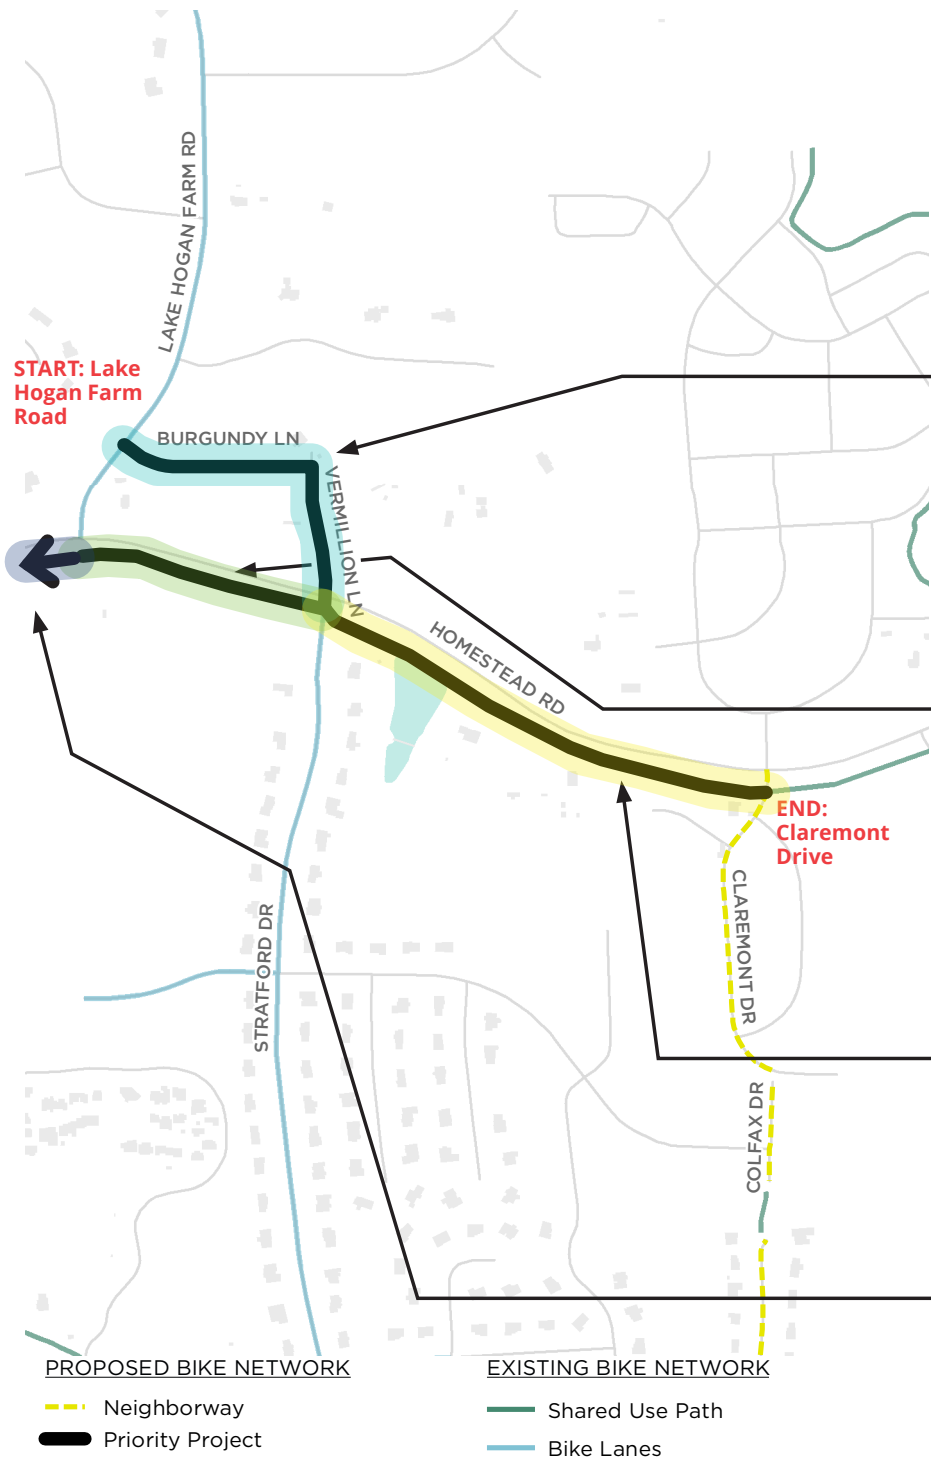 LAKE HOGAN FARM RD
START: Lake
Hogan Farm
Road
BURGUNDY LN
VERMILLION LN
HOMESTEAD RD
END:
Claremont
Drive
CLAREMONT DR
STRATFORD DR
COLFAX DR
PROPOSED BIKE NETWORK
Neighborway
Priority Project
EXISTING BIKE NETWORK
Shared Use Path
Bike Lanes